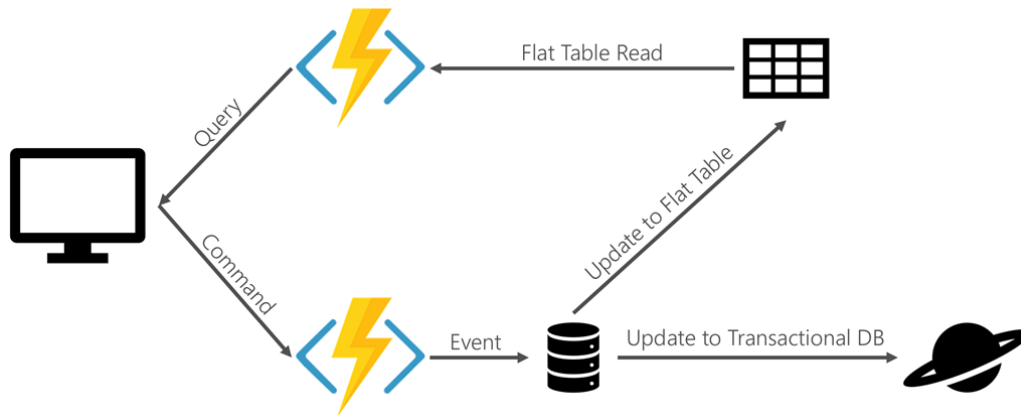 Flat Table Read
Query
Update to Flat Table
Command
Event
Update to Transactional DB